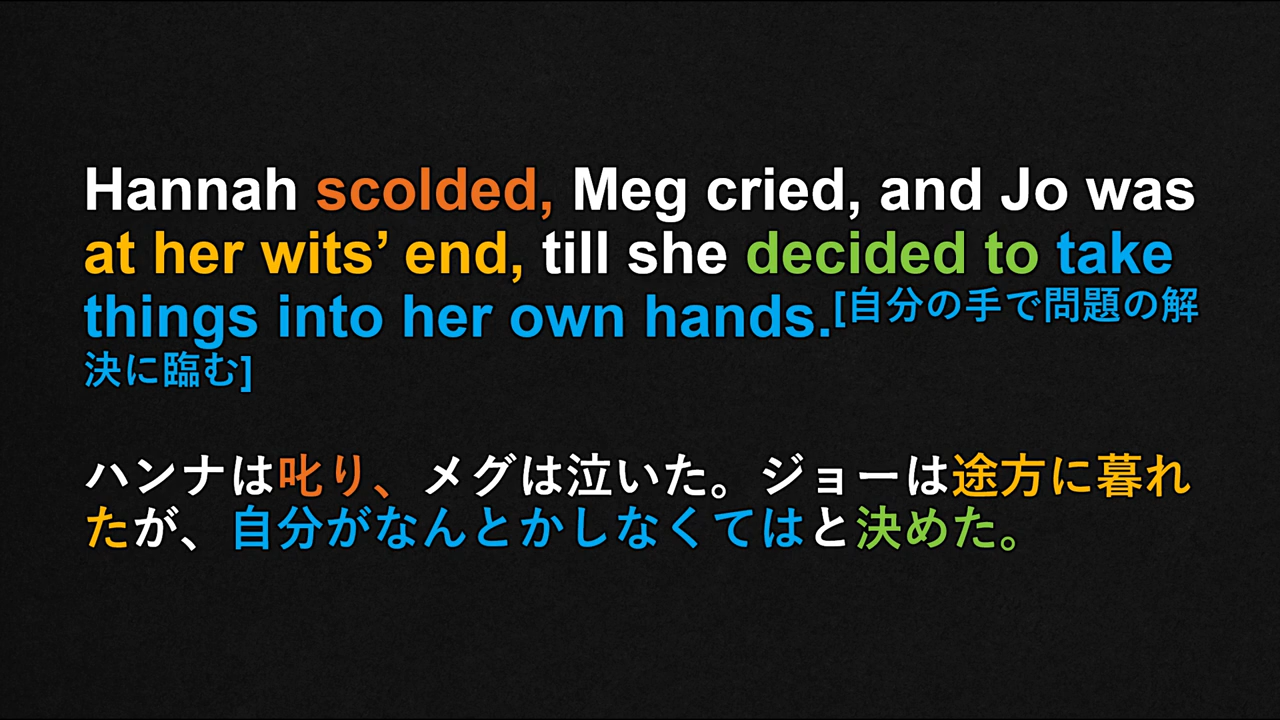 Hannah scolded, Meg cried, and Jo was
at her wits’ end, till she decided to take
things into her own hands.[自分の手で問題の解
決に臨む]
ハンナは叱り、メグは泣いた。ジョーは途方に暮れ
たが、自分がなんとかしなくてはと決めた。